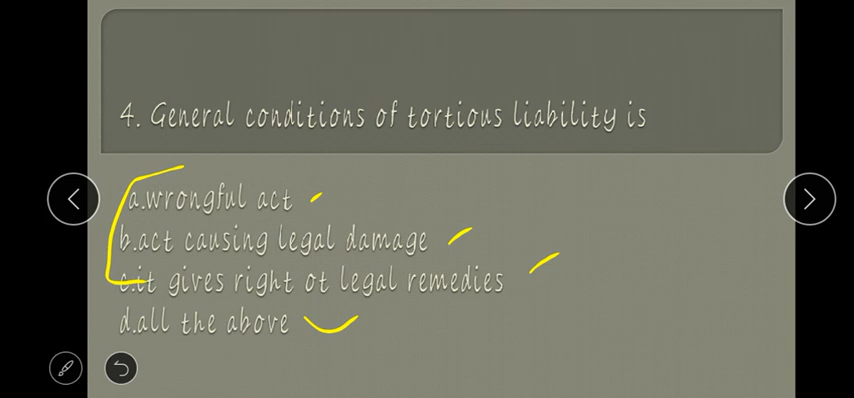 4. General conditions of tortious liability is
a.wrongful act
b.act causing legal damage
c.it gives right ot legal remedies
d.all the above